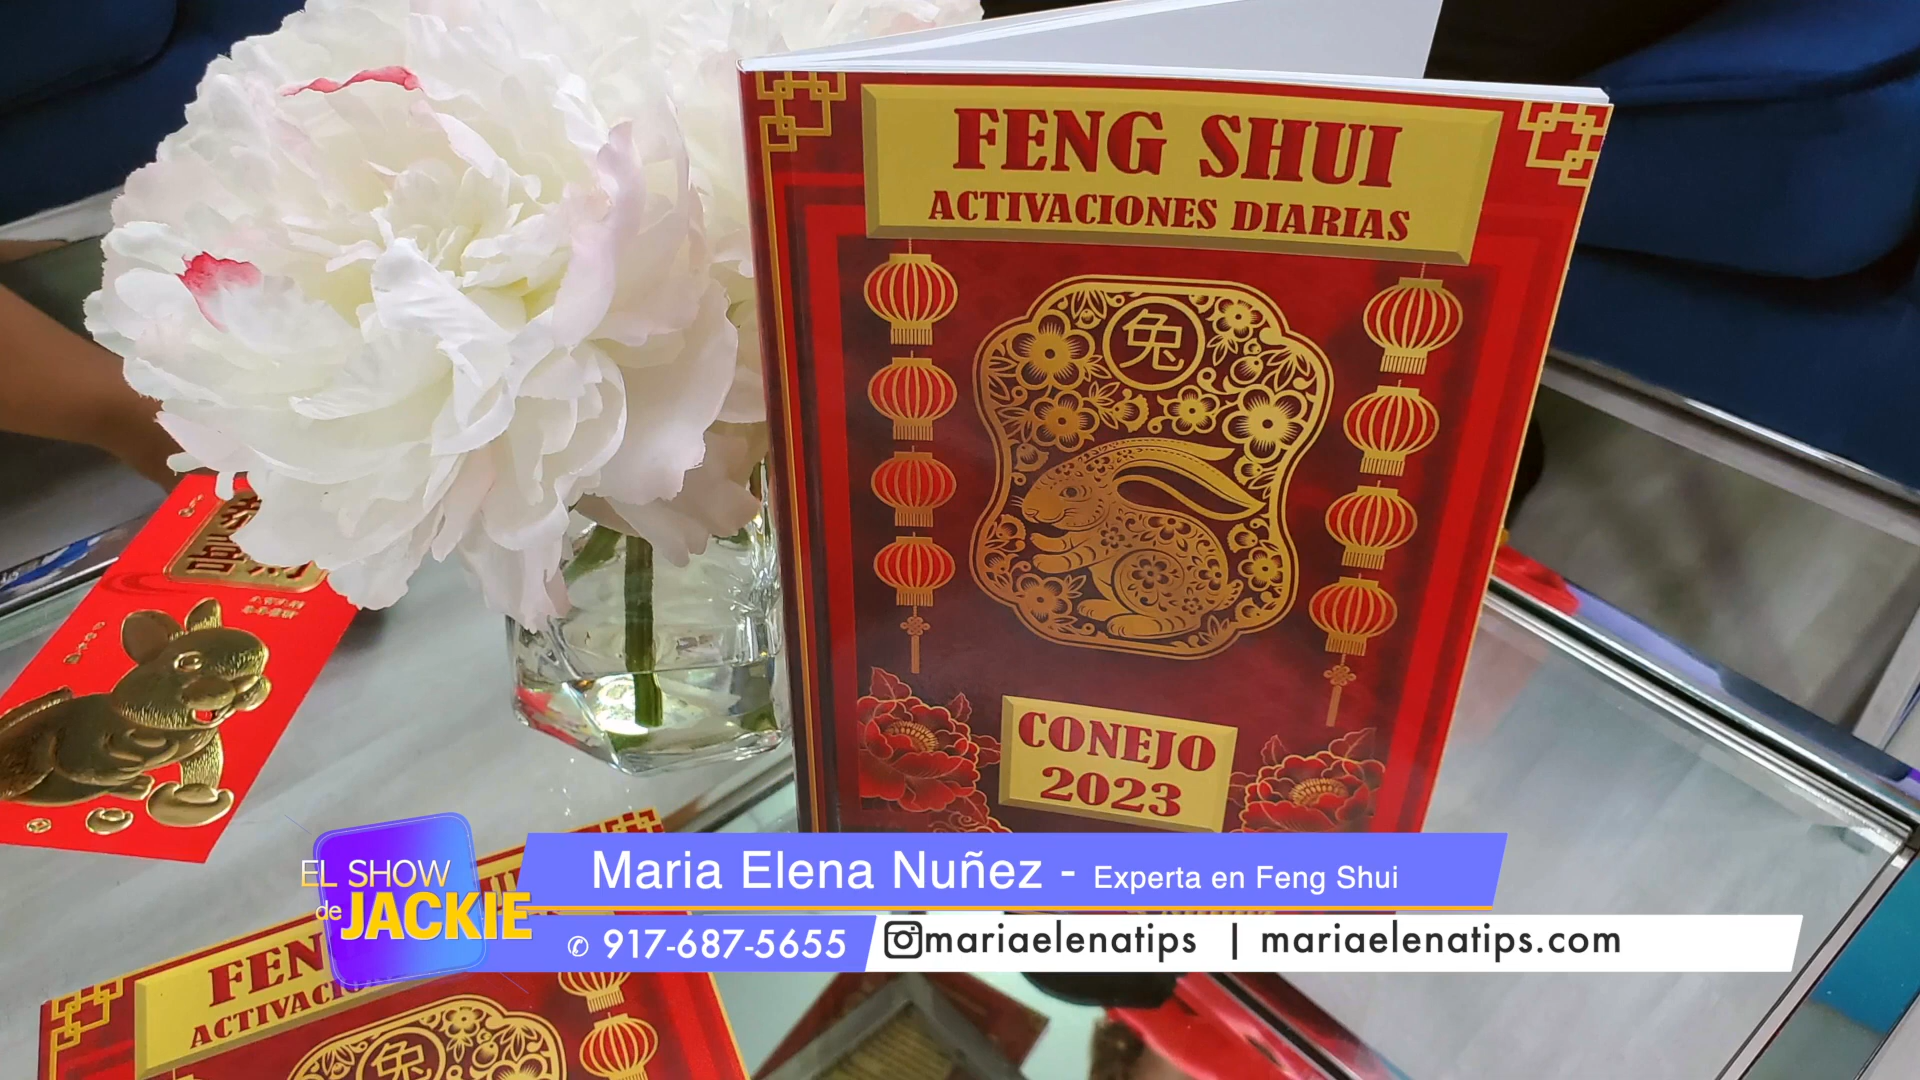 FENG SHUI
ACTIVACIONES DIARIAS
兔
CONEJO
2023
EL SHOW
de JACKIE
Maria Elena Nuñez - Experta en Feng Shui
✆ 917-687-5655
mariaelenatips | mariaelenatips.com
FEN
ACTIVACI
兔